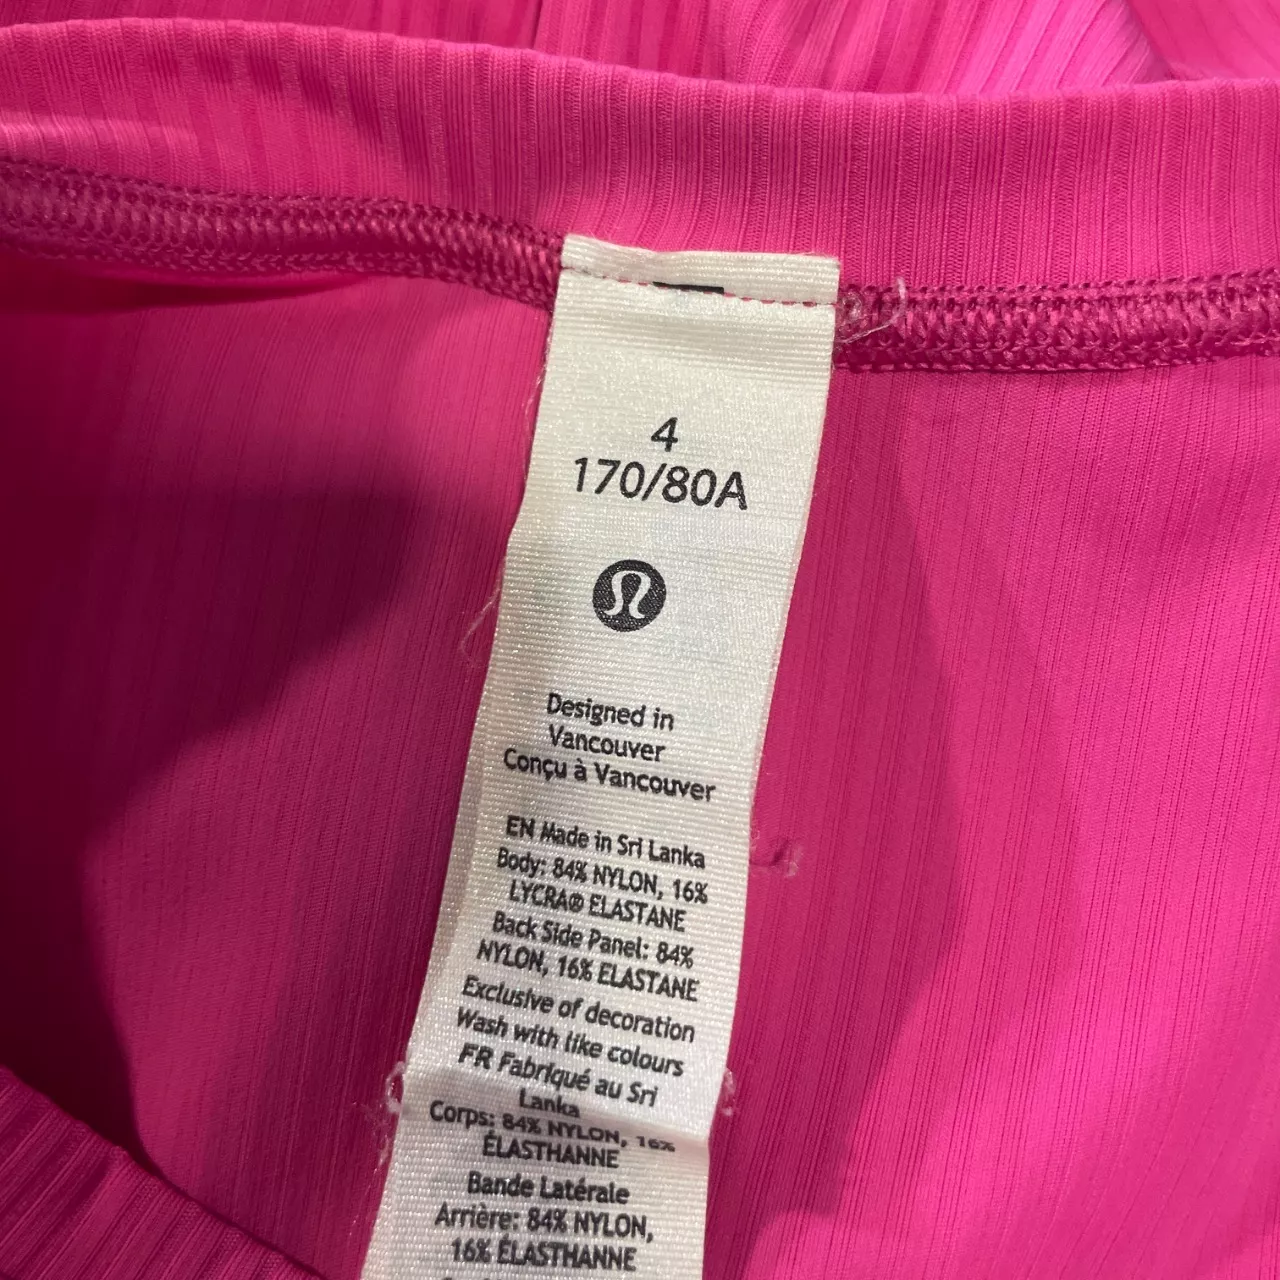 4
170/80A
Designed in
Vancouver
Conçu à Vancouver
EN Made in Sri Lanka
Body: 84% NYLON, 16%
LYCRA® ELASTANE
Back Side Panel: 84%
NYLON, 16% ELASTANE
Exclusive of decoration
Wash with like colours
FR Fabriqué au Sri
Lanka
Corps: 84% NYLON, 16%
ÉLASTHANNE
Bande Latérale
Arrière: 84% NYLON,
16% ÉLASTHANNE